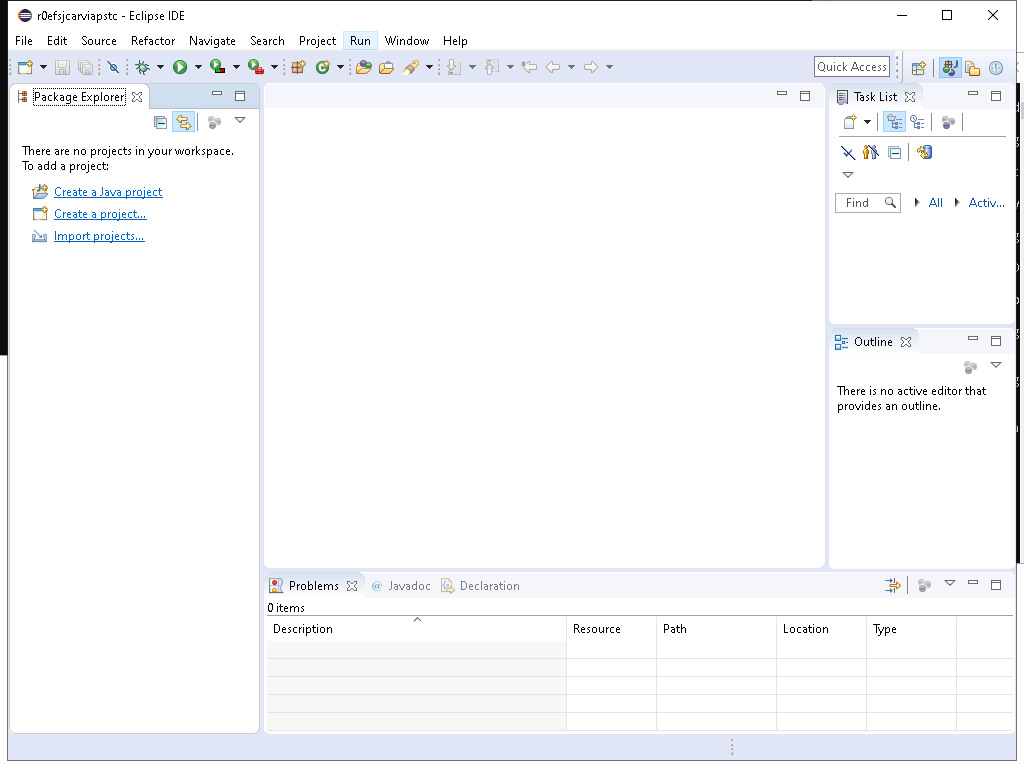 r0efsjcarviapstc - Eclipse IDE
File Edit Source Refactor Navigate Search Project Run Window Help
Quick Access
Package Explorer
There are no projects in your workspace.
To add a project:
Create a Java project
Create a project...
Import projects...
Task List
Find All Activ...
Outline
There is no active editor that
provides an outline.
Problems @ Javadoc Declaration
0 items
Description Resource Path Location Type